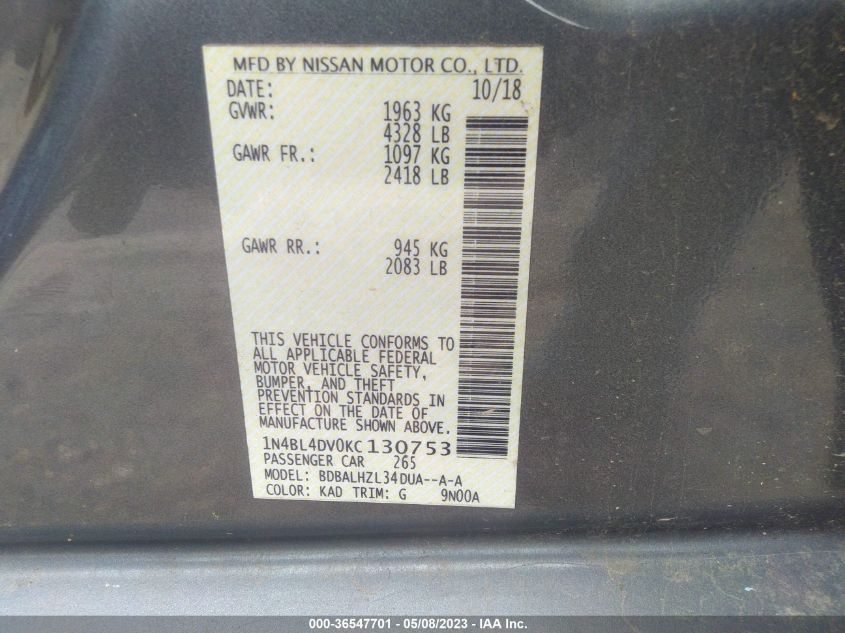 MFD BY NISSAN MOTOR CO., LTD.
DATE: 10/18
GVWR: 1963 KG
4328 LB
GAWR FR.: 1097 KG
2418 LB
GAWR RR.: 945 KG
2083 LB
THIS VEHICLE CONFORMS TO
ALL APPLICABLE FEDERAL
MOTOR VEHICLE SAFETY,
BUMPER, AND THEFT
PREVENTION STANDARDS IN
EFFECT ON THE DATE OF
MANUFACTURE SHOWN ABOVE.
1N4BL4DV0KC130753
PASSENGER CAR 265
MODEL: BDBALHZL34DUA--A-A
COLOR: KAD TRIM: G 9N00A
000-36547701 - 05/08/2023 - IAA Inc.